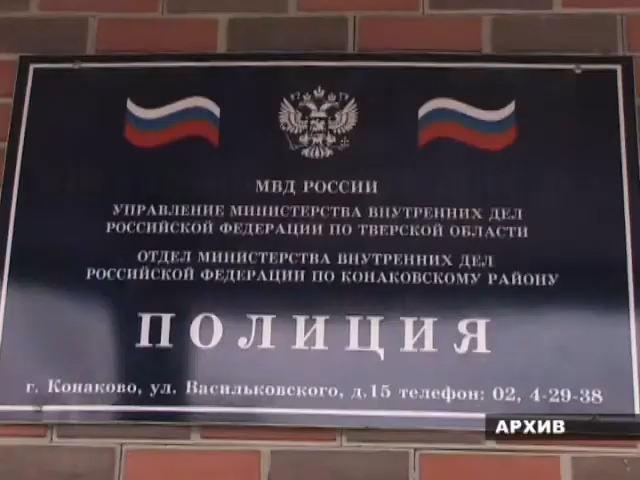 МВД РОССИИ
УПРАВЛЕНИЕ МИНИСТЕРСТВА ВНУТРЕННИХ ДЕЛ
РОССИЙСКОЙ ФЕДЕРАЦИИ ПО ТВЕРСКОЙ ОБЛАСТИ
ОТДЕЛ МИНИСТЕРСТВА ВНУТРЕННИХ ДЕЛ
РОССИЙСКОЙ ФЕДЕРАЦИИ ПО КОНАКОВСКОМУ РАЙОНУ
ПОЛИЦИЯ
г. Конаково, ул. Васильковского, д.15 телефон: 02, 4-29-38
АРХИВ